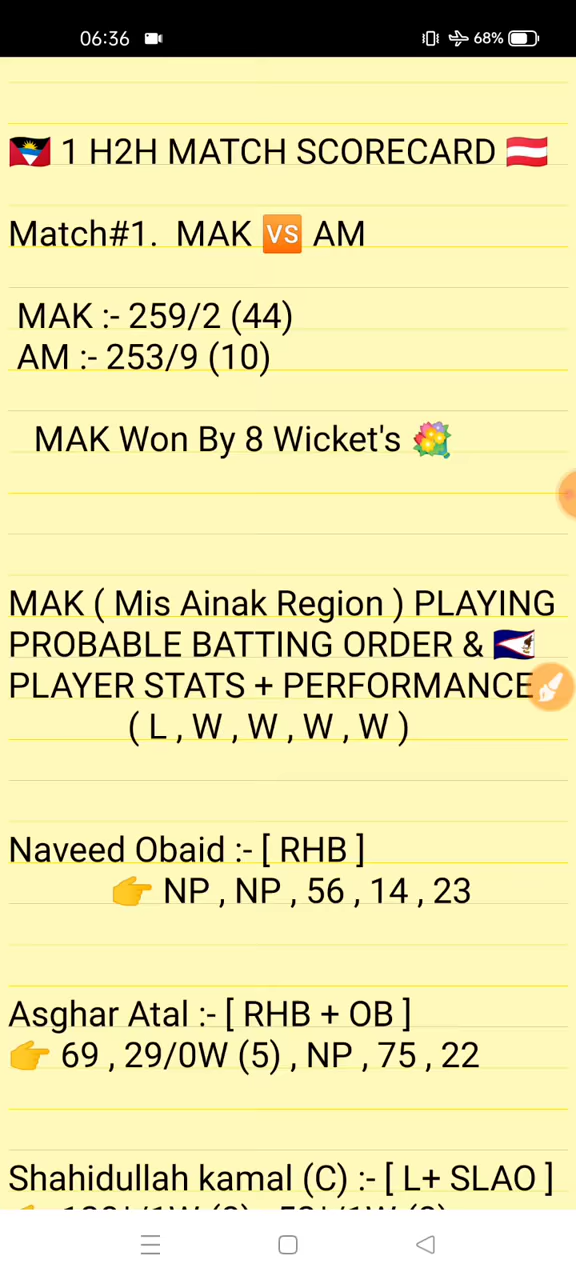 06:36 68%
🇦🇬 1 H2H MATCH SCORECARD 🇦🇹
Match#1. MAK 🆚 AM
MAK :- 259/2 (44)
AM :- 253/9 (10)
MAK Won By 8 Wicket's 💐
MAK ( Mis Ainak Region ) PLAYING
PROBABLE BATTING ORDER & 🇦🇸
PLAYER STATS + PERFORMANCE
( L , W , W , W , W )
Naveed Obaid :- [ RHB ]
👉 NP , NP , 56 , 14 , 23
Asghar Atal :- [ RHB + OB ]
👉 69 , 29/0W (5) , NP , 75 , 22
Shahidullah kamal (C) :- [ L+ SLAO ]